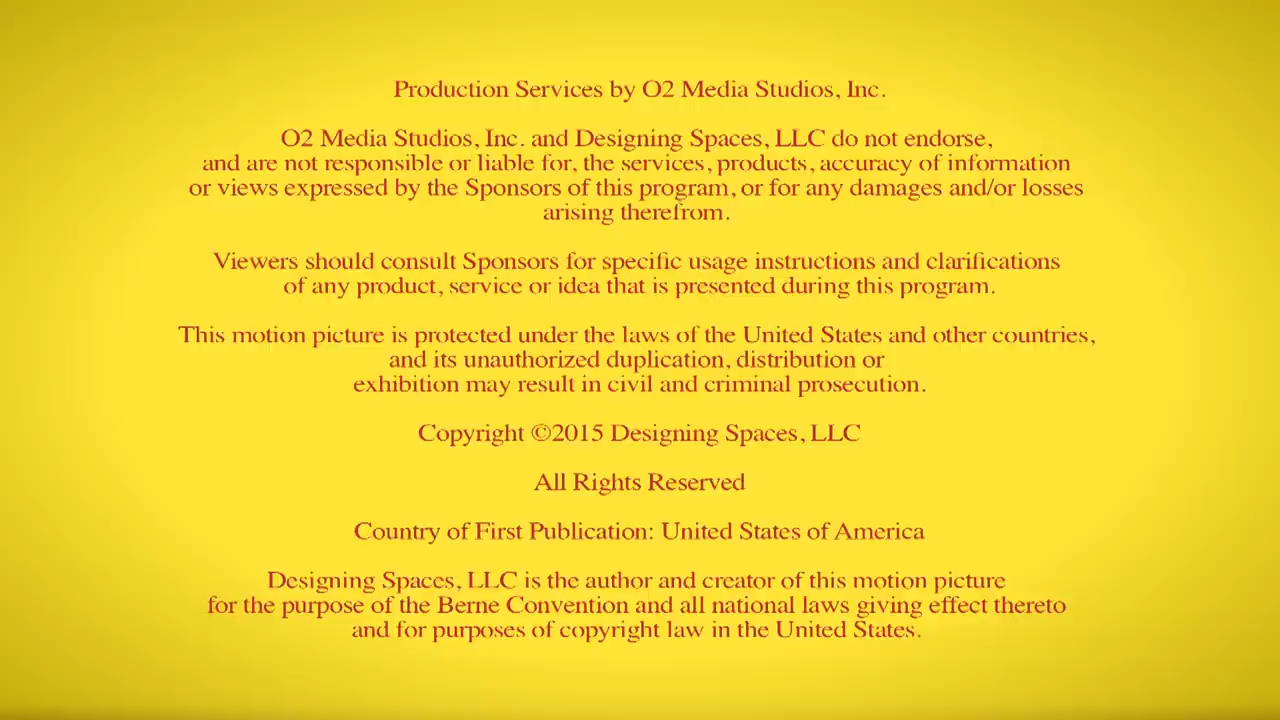 Production Services by O2 Media Studios, Inc.
O2 Media Studios, Inc. and Designing Spaces, LLC do not endorse,
and are not responsible or liable for, the services, products, accuracy of information
or views expressed by the Sponsors of this program, or for any damages and/or losses
arising therefrom.
Viewers should consult Sponsors for specific usage instructions and clarifications
of any product, service or idea that is presented during this program.
This motion picture is protected under the laws of the United States and other countries,
and its unauthorized duplication, distribution or
exhibition may result in civil and criminal prosecution.
Copyright ©2015 Designing Spaces, LLC
All Rights Reserved
Country of First Publication: United States of America
Designing Spaces, LLC is the author and creator of this motion picture
for the purpose of the Berne Convention and all national laws giving effect thereto
and for purposes of copyright law in the United States.